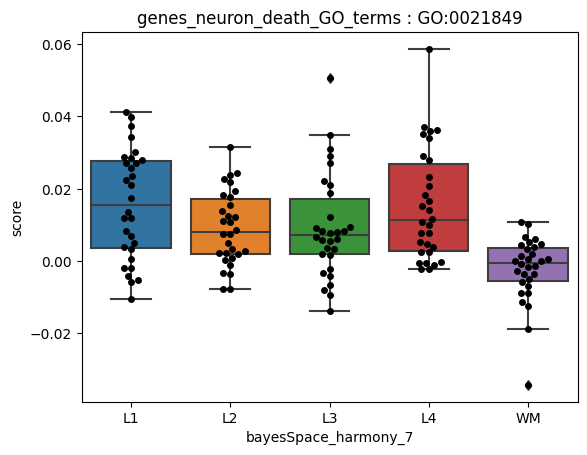 genes_neuron_death_GO_terms : GO:0021849
0.06
0.04
0.02
0.00
−0.02
score
L1 L2 L3 L4 WM
bayesSpace_harmony_7